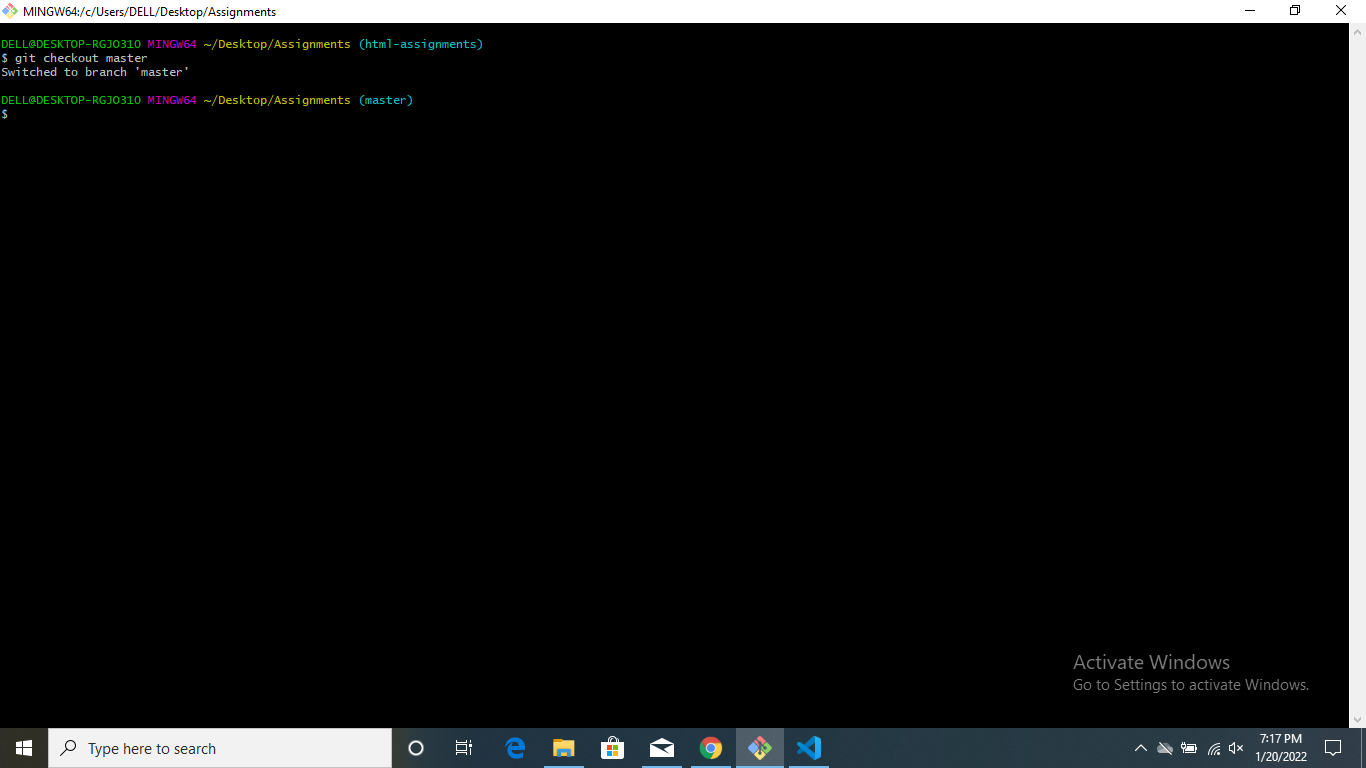 MINGW64:/c/Users/DELL/Desktop/Assignments
DELL@DESKTOP-RGJO31O MINGW64 ~/Desktop/Assignments (html-assignments)
$ git checkout master
Switched to branch 'master'
DELL@DESKTOP-RGJO31O MINGW64 ~/Desktop/Assignments (master)
$
Activate Windows
Go to Settings to activate Windows.
Type here to search
7:17 PM
1/20/2022